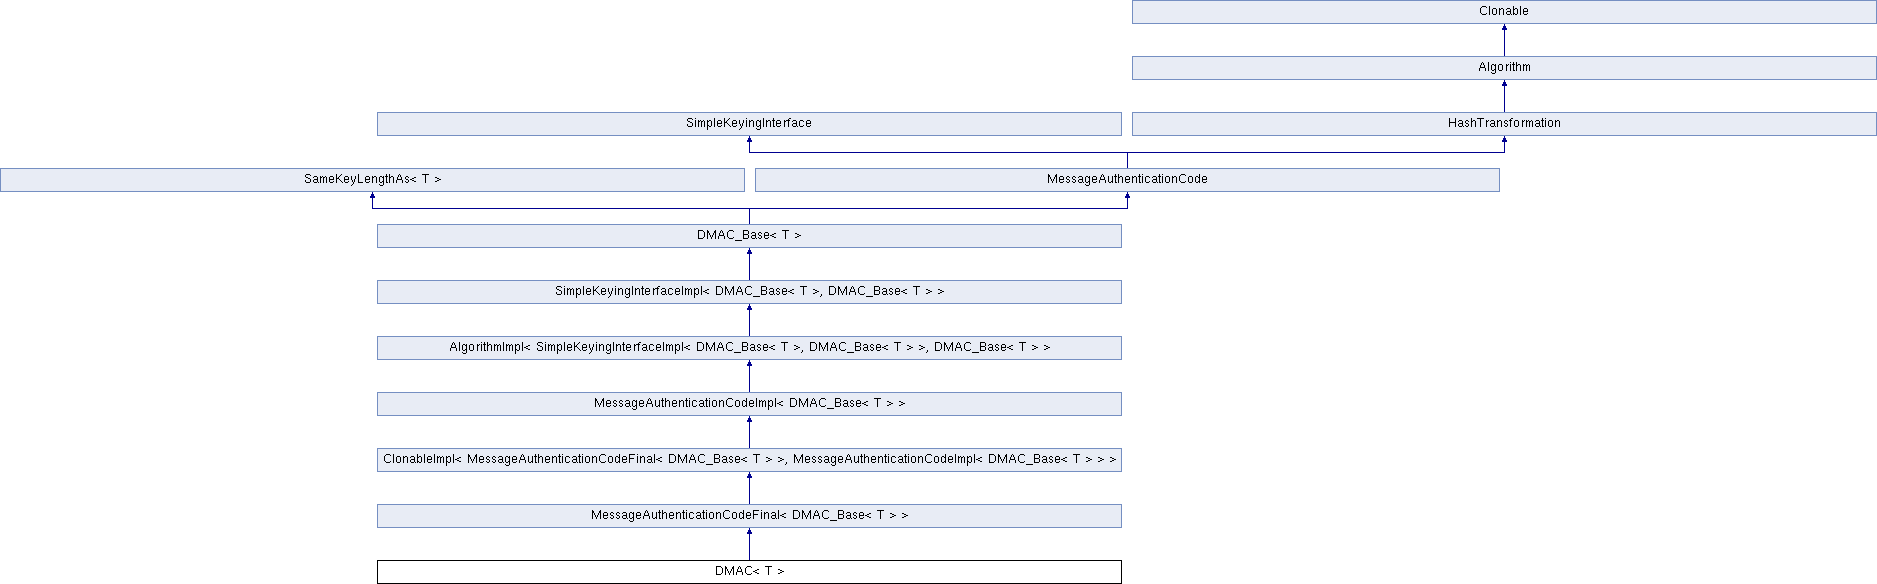 Clonable
Algorithm
SimpleKeyingInterface
HashTransformation
SameKeyLengthAs< T >
MessageAuthenticationCode
DMAC_Base< T >
SimpleKeyingInterfaceImpl< DMAC_Base< T >, DMAC_Base< T > >
AlgorithmImpl< SimpleKeyingInterfaceImpl< DMAC_Base< T >, DMAC_Base< T > >, DMAC_Base< T > >
MessageAuthenticationCodeImpl< DMAC_Base< T > >
ClonableImpl< MessageAuthenticationCodeFinal< DMAC_Base< T > >, MessageAuthenticationCodeImpl< DMAC_Base< T > > >
MessageAuthenticationCodeFinal< DMAC_Base< T > >
DMAC< T >